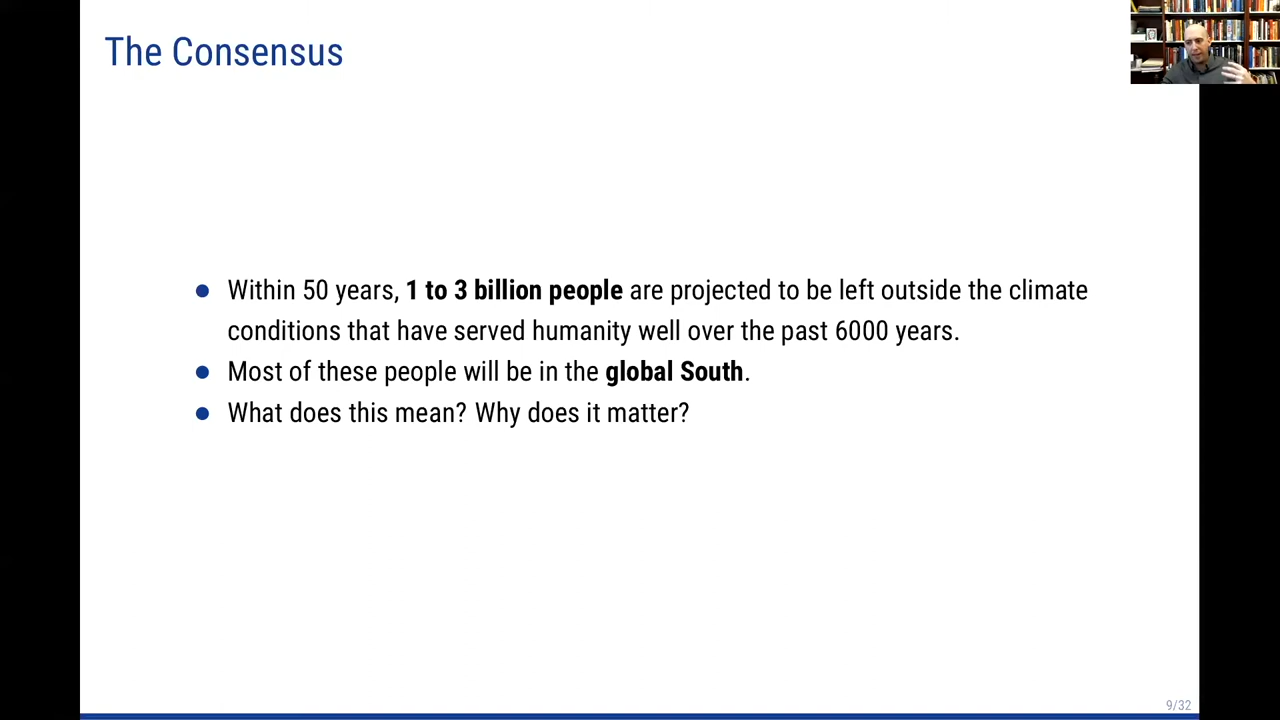 The Consensus
● Within 50 years, 1 to 3 billion people are projected to be left outside the climate
conditions that have served humanity well over the past 6000 years.
● Most of these people will be in the global South.
● What does this mean? Why does it matter?
9/32